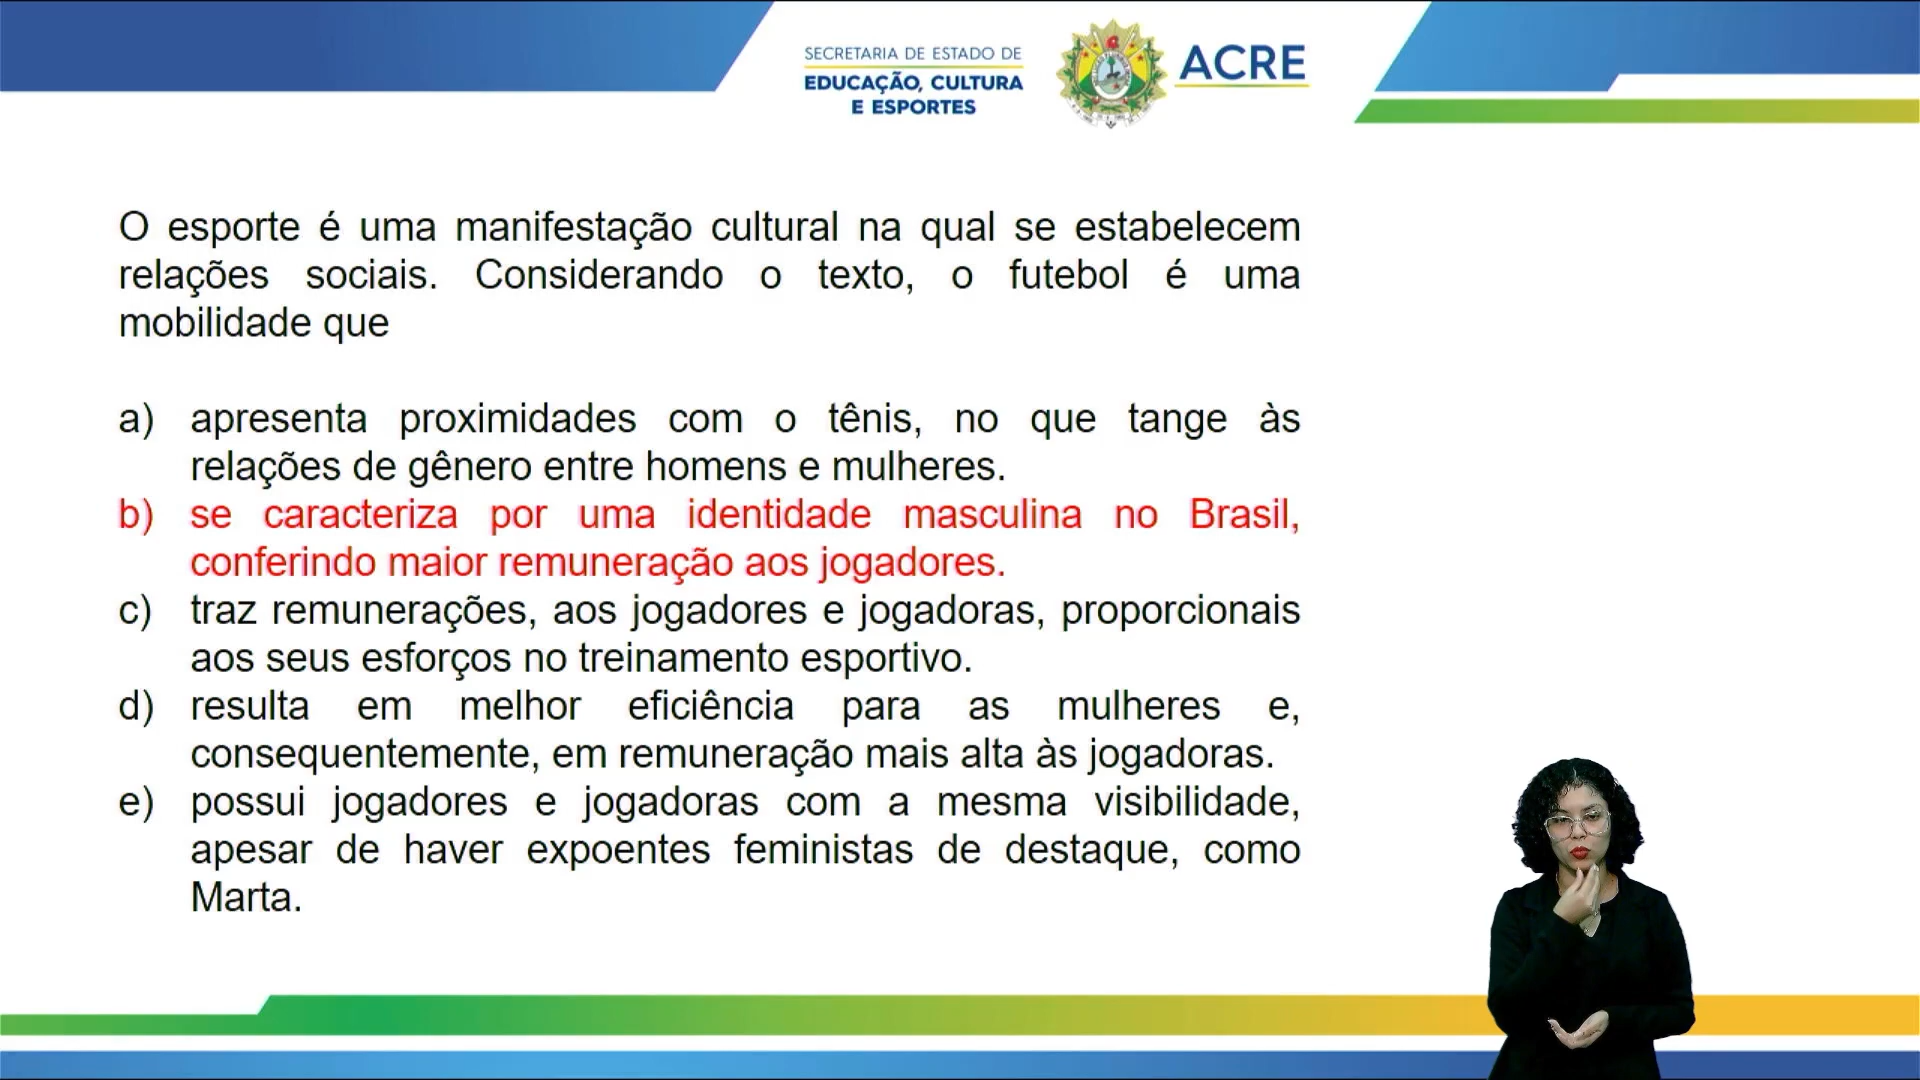 SECRETARIA DE ESTADO DE
EDUCAÇÃO, CULTURA
E ESPORTES
ACRE
O esporte é uma manifestação cultural na qual se estabelecem
relações sociais. Considerando o texto, o futebol é uma
mobilidade que
a) apresenta proximidades com o tênis, no que tange às
relações de gênero entre homens e mulheres.
b) se caracteriza por uma identidade masculina no Brasil,
conferindo maior remuneração aos jogadores.
c) traz remunerações, aos jogadores e jogadoras, proporcionais
aos seus esforços no treinamento esportivo.
d) resulta em melhor eficiência para as mulheres e,
consequentemente, em remuneração mais alta às jogadoras.
e) possui jogadores e jogadoras com a mesma visibilidade,
apesar de haver expoentes feministas de destaque, como
Marta.